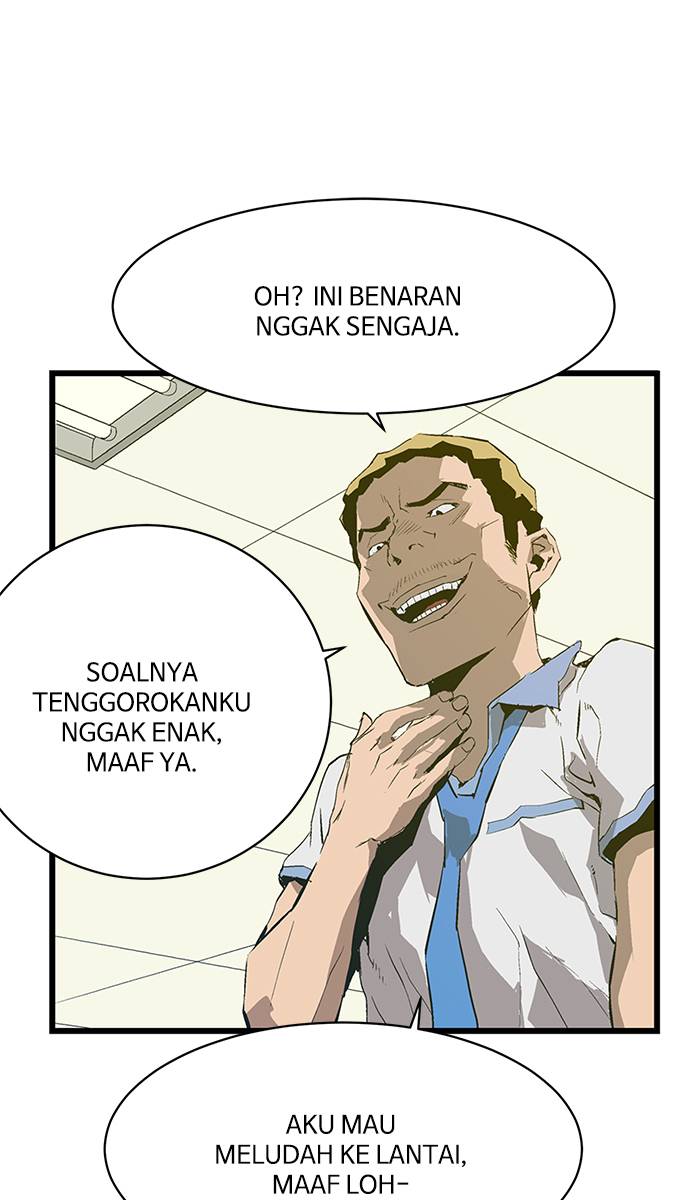 OH? INI BENARAN
NGGAK SENGAJA.
SOALNYA
TENGGOROKANKU
NGGAK ENAK,
MAAF YA.
AKU MAU
MELUDAH KE LANTAI,
MAAF LOH-